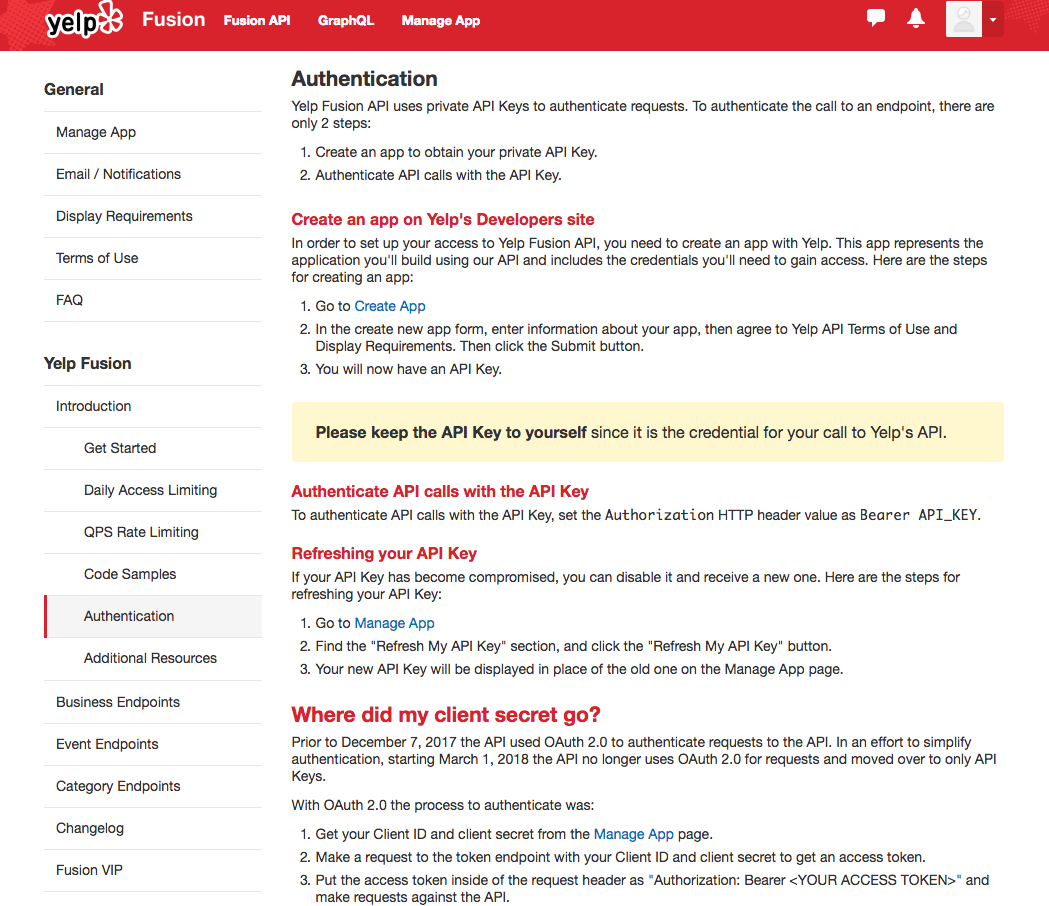 yelp Fusion Fusion API GraphQL Manage App
General
Manage App
Email / Notifications
Display Requirements
Terms of Use
FAQ
Yelp Fusion
Introduction
Get Started
Daily Access Limiting
QPS Rate Limiting
Code Samples
Authentication
Additional Resources
Business Endpoints
Event Endpoints
Category Endpoints
Changelog
Fusion VIP
Authentication
Yelp Fusion API uses private API Keys to authenticate requests. To authenticate the call to an endpoint, there are
only 2 steps:
1. Create an app to obtain your private API Key.
2. Authenticate API calls with the API Key.
Create an app on Yelp's Developers site
In order to set up your access to Yelp Fusion API, you need to create an app with Yelp. This app represents the
application you'll build using our API and includes the credentials you'll need to gain access. Here are the steps
for creating an app:
1. Go to Create App
2. In the create new app form, enter information about your app, then agree to Yelp API Terms of Use and
Display Requirements. Then click the Submit button.
3. You will now have an API Key.
Please keep the API Key to yourself since it is the credential for your call to Yelp's API.
Authenticate API calls with the API Key
To authenticate API calls with the API Key, set the Authorization HTTP header value as Bearer API_KEY.
Refreshing your API Key
If your API Key has become compromised, you can disable it and receive a new one. Here are the steps for
refreshing your API Key:
1. Go to Manage App
2. Find the "Refresh My API Key" section, and click the "Refresh My API Key" button.
3. Your new API Key will be displayed in place of the old one on the Manage App page.
Where did my client secret go?
Prior to December 7, 2017 the API used OAuth 2.0 to authenticate requests to the API. In an effort to simplify
authentication, starting March 1, 2018 the API no longer uses OAuth 2.0 for requests and moved over to only API
Keys.
With OAuth 2.0 the process to authenticate was:
1. Get your Client ID and client secret from the Manage App page.
2. Make a request to the token endpoint with your Client ID and client secret to get an access token.
3. Put the access token inside of the request header as "Authorization: Bearer <YOUR ACCESS TOKEN>" and
make requests against the API.